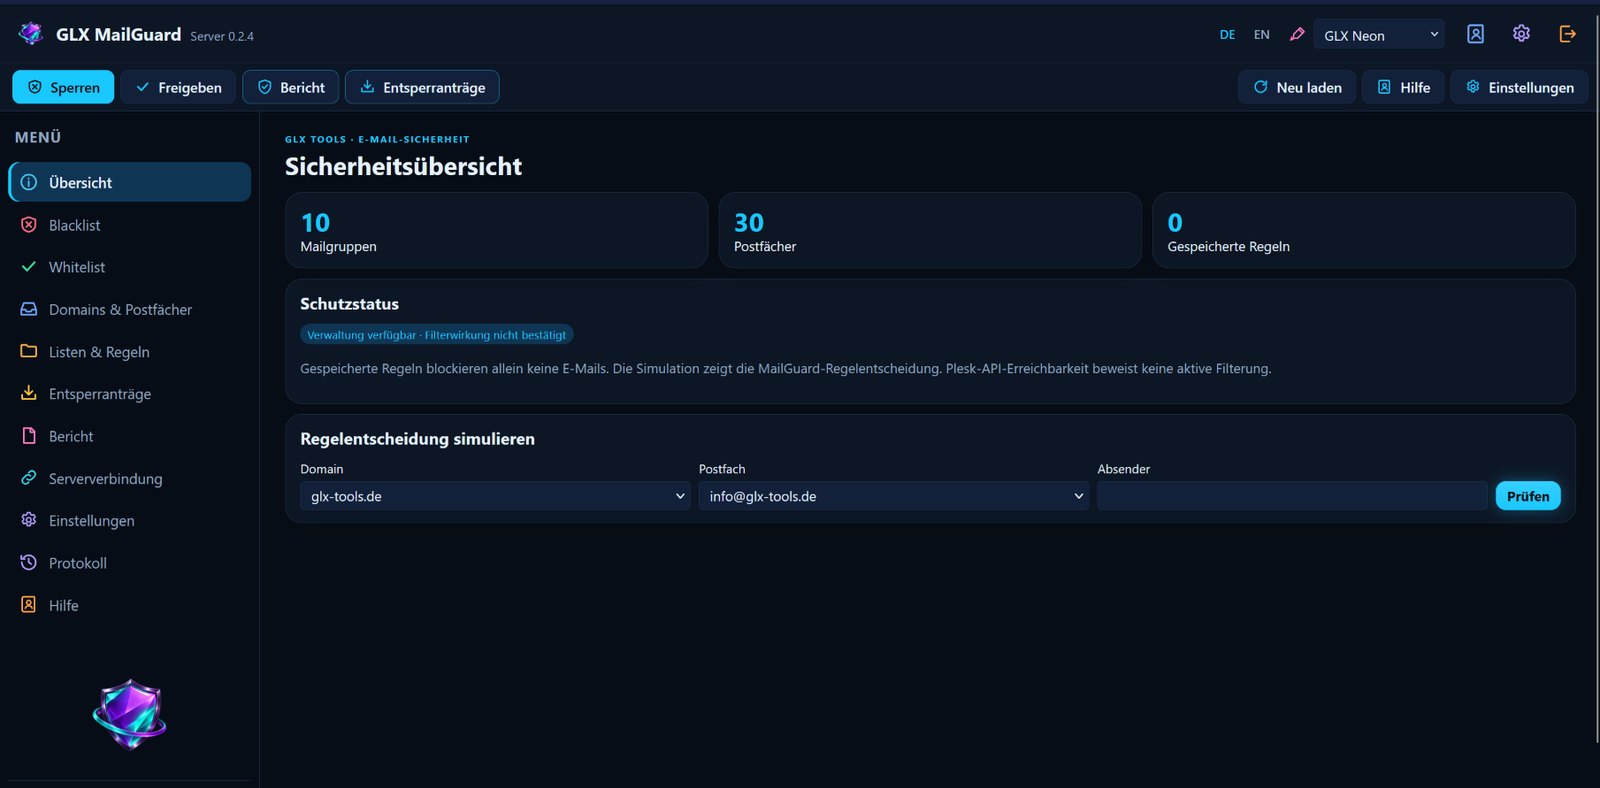 GLX MailGuard Server 0.2.4
DE EN GLX Neon
Sperren Freigeben Bericht Entsperranträge Neu laden Hilfe Einstellungen
MENÜ
Übersicht
Blacklist
Whitelist
Domains & Postfächer
Listen & Regeln
Entsperranträge
Bericht
Serververbindung
Einstellungen
Protokoll
Hilfe
GLX TOOLS · E-MAIL-SICHERHEIT
Sicherheitsübersicht
10
Mailgruppen
30
Postfächer
0
Gespeicherte Regeln
Schutzstatus
Verwaltung verfügbar · Filterwirkung nicht bestätigt
Gespeicherte Regeln blockieren allein keine E-Mails. Die Simulation zeigt die MailGuard-Regelentscheidung. Plesk-API-Erreichbarkeit beweist keine aktive Filterung.
Regelentscheidung simulieren
Domain Postfach Absender
glx-tools.de info@glx-tools.de Prüfen